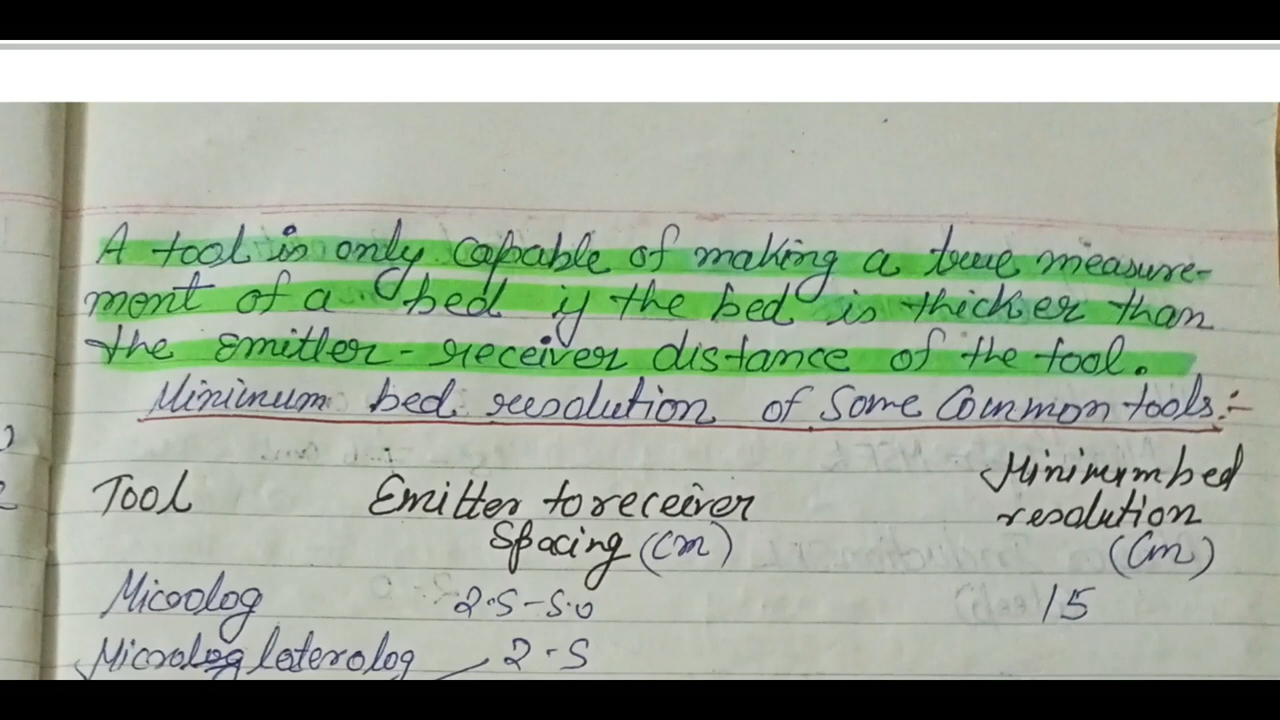 A tool is only capable of making a true measure-
ment of a bed if the bed is thicker than
the emitter-receiver distance of the tool.
Minimum bed resolution of some common tools:-
Tool Emitter to receiver Spacing (cm) Minimum bed resolution (cm)
Microlog 2.5-5.0 15
Micro laterolog 2.5